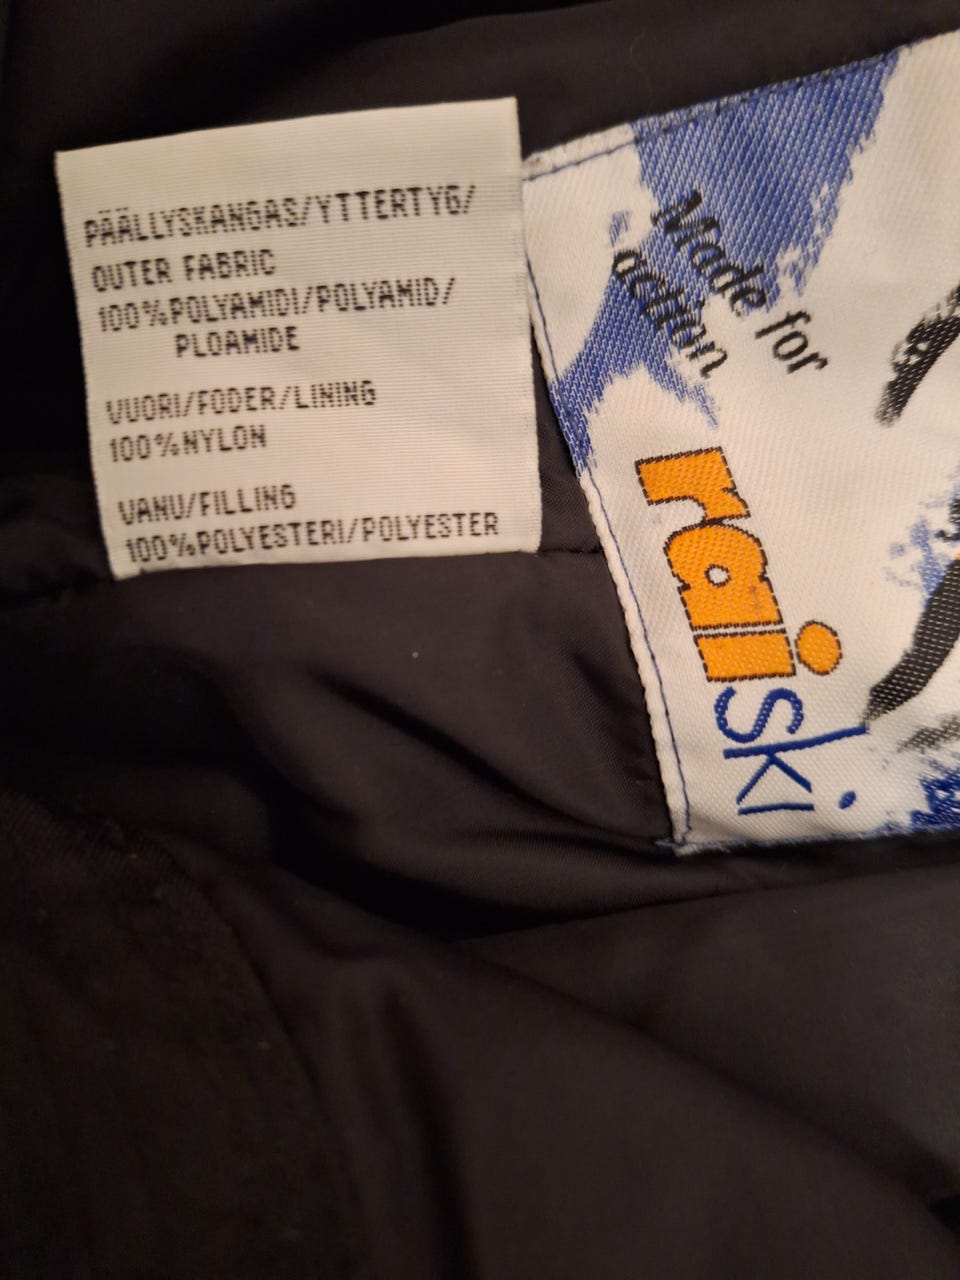 PÄÄLLYSKANGAS/YTTERTYG/
OUTER FABRIC
100%POLYAMIDI/POLYAMID/
PLOAMIDE
VUORI/FODER/LINING
100%NYLON
VANU/FILLING
100%POLYESTERI/POLYESTER
Made for
action
rai
ski